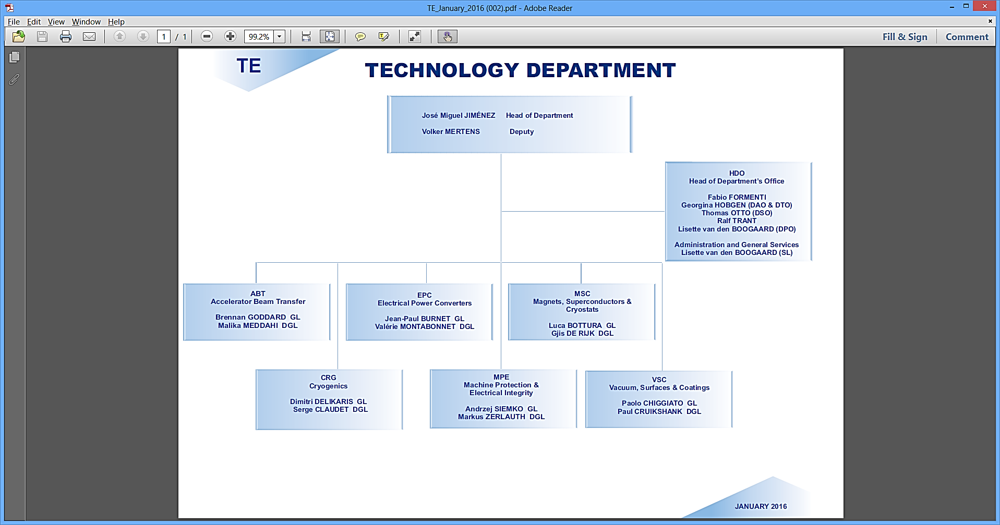 TE_January_2016 (002).pdf - Adobe Reader
File Edit View Window Help
1 / 1 99.2% Fill & Sign Comment
TE
TECHNOLOGY DEPARTMENT
José Miguel JIMÉNEZ Head of Department
Volker MERTENS Deputy
HDO
Head of Department's Office
Fabio FORMENTI
Georgina HOBGEN (DAO & DTO)
Thomas OTTO (DSO)
Ralf TRANT
Lisette van den BOOGAARD (DPO)
Administration and General Services
Lisette van den BOOGAARD (SL)
ABT
Accelerator Beam Transfer
Brennan GODDARD GL
Malika MEDDAHI DGL
EPC
Electrical Power Converters
Jean-Paul BURNET GL
Valérie MONTABONNET DGL
MSC
Magnets, Superconductors &
Cryostats
Luca BOTTURA GL
Gjis DE RIJK DGL
CRG
Cryogenics
Dimitri DELIKARIS GL
Serge CLAUDET DGL
MPE
Machine Protection &
Electrical Integrity
Andrzej SIEMKO GL
Markus ZERLAUTH DGL
VSC
Vacuum, Surfaces & Coatings
Paolo CHIGGIATO GL
Paul CRUIKSHANK DGL
JANUARY 2016